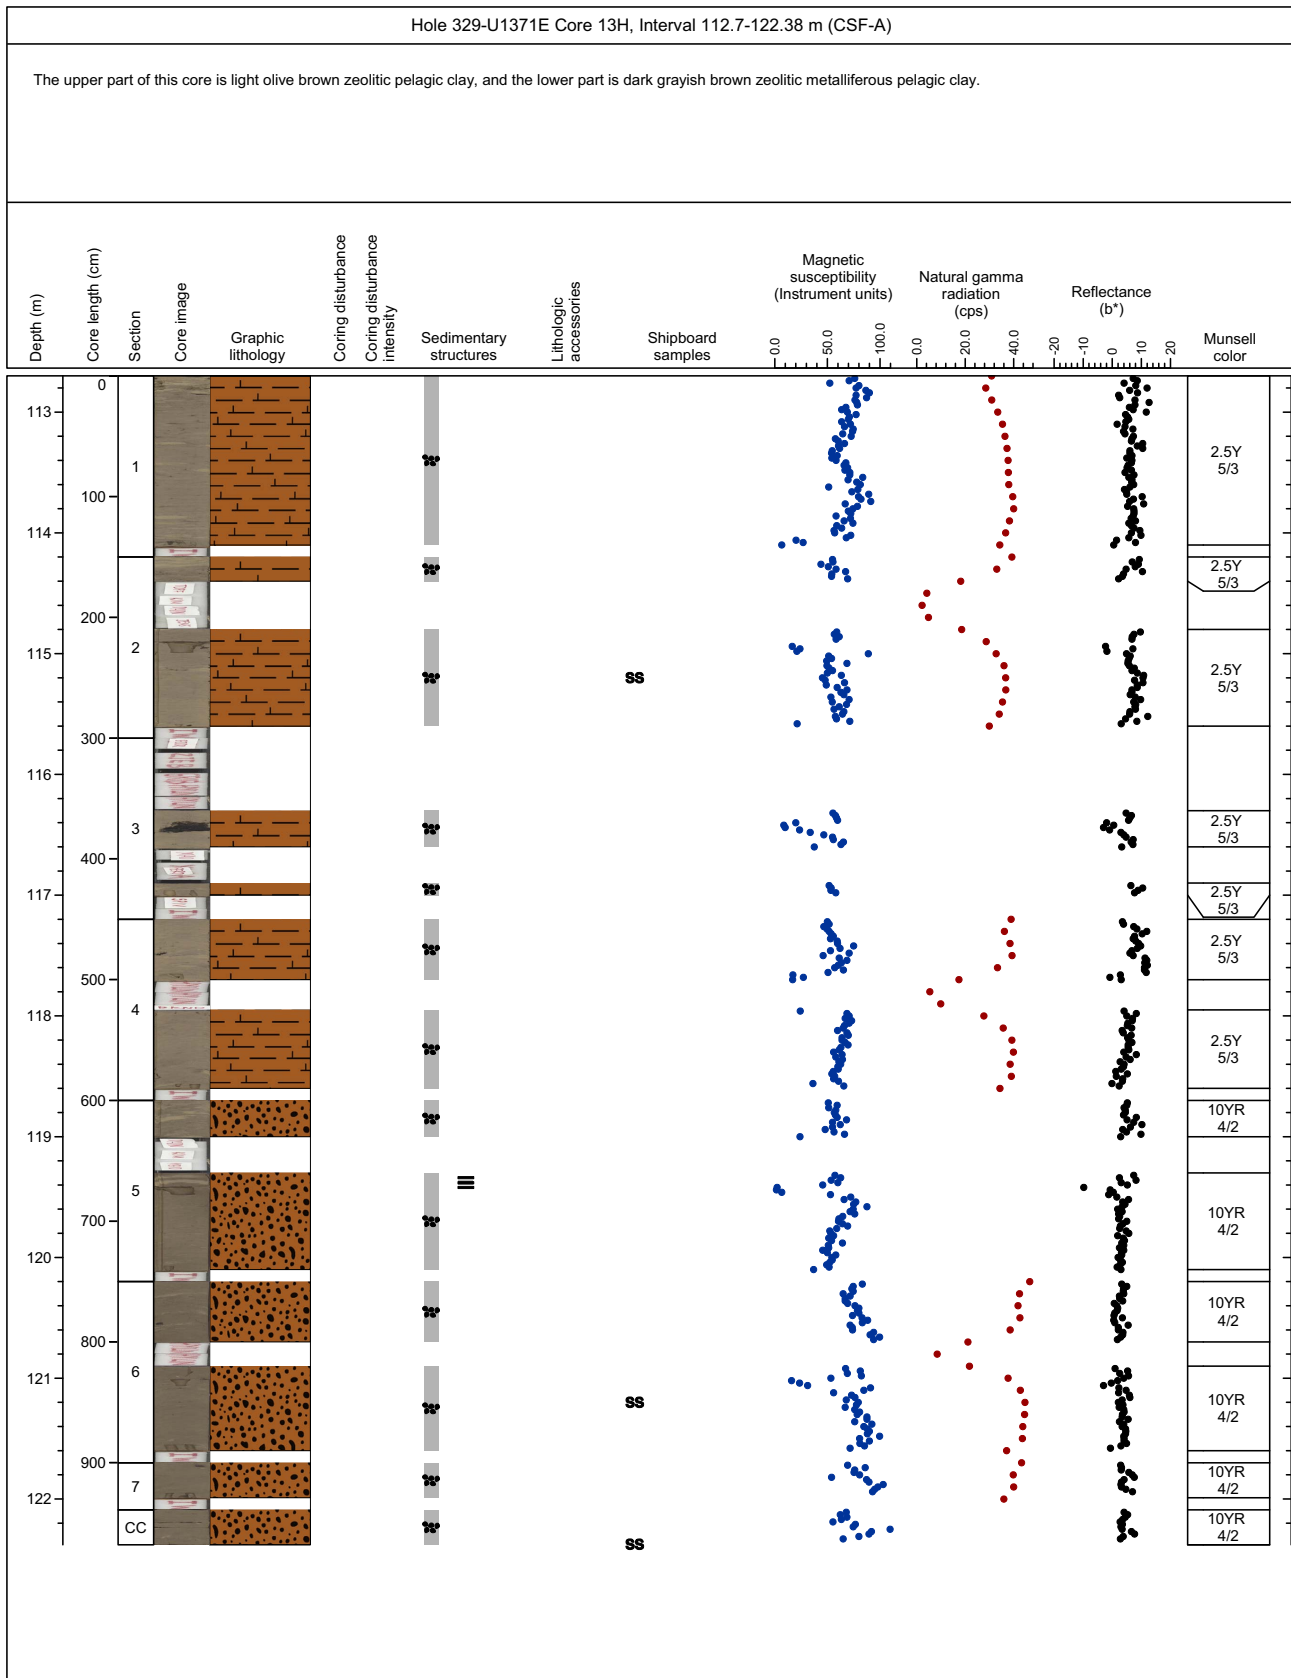 Hole 329-U1371E Core 13H, Interval 112.7-122.38 m (CSF-A)
The upper part of this core is light olive brown zeolitic pelagic clay, and the lower part is dark grayish brown zeolitic metalliferous pelagic clay.
Depth (m)
Core length (cm)
Section
Core image
Graphic
lithology
Coring disturbance
Coring disturbance
intensity
Sedimentary
structures
Lithologic
accessories
Shipboard
samples
Magnetic
susceptibility
(Instrument units)
0.0
50.0
100.0
Natural gamma
radiation
(cps)
0.0
20.0
40.0
Reflectance
(b*)
-20
-10
0
10
20
Munsell
color
0
113
1
2.5Y
5/3
100
114
2.5Y
5/3
200
2
115
SS
2.5Y
5/3
300
116
3
2.5Y
5/3
400
117
2.5Y
5/3
2.5Y
5/3
500
4
118
2.5Y
5/3
600
10YR
4/2
119
5
10YR
4/2
700
120
10YR
4/2
800
6
121
SS
10YR
4/2
900
7
10YR
4/2
122
CC
10YR
4/2
SS